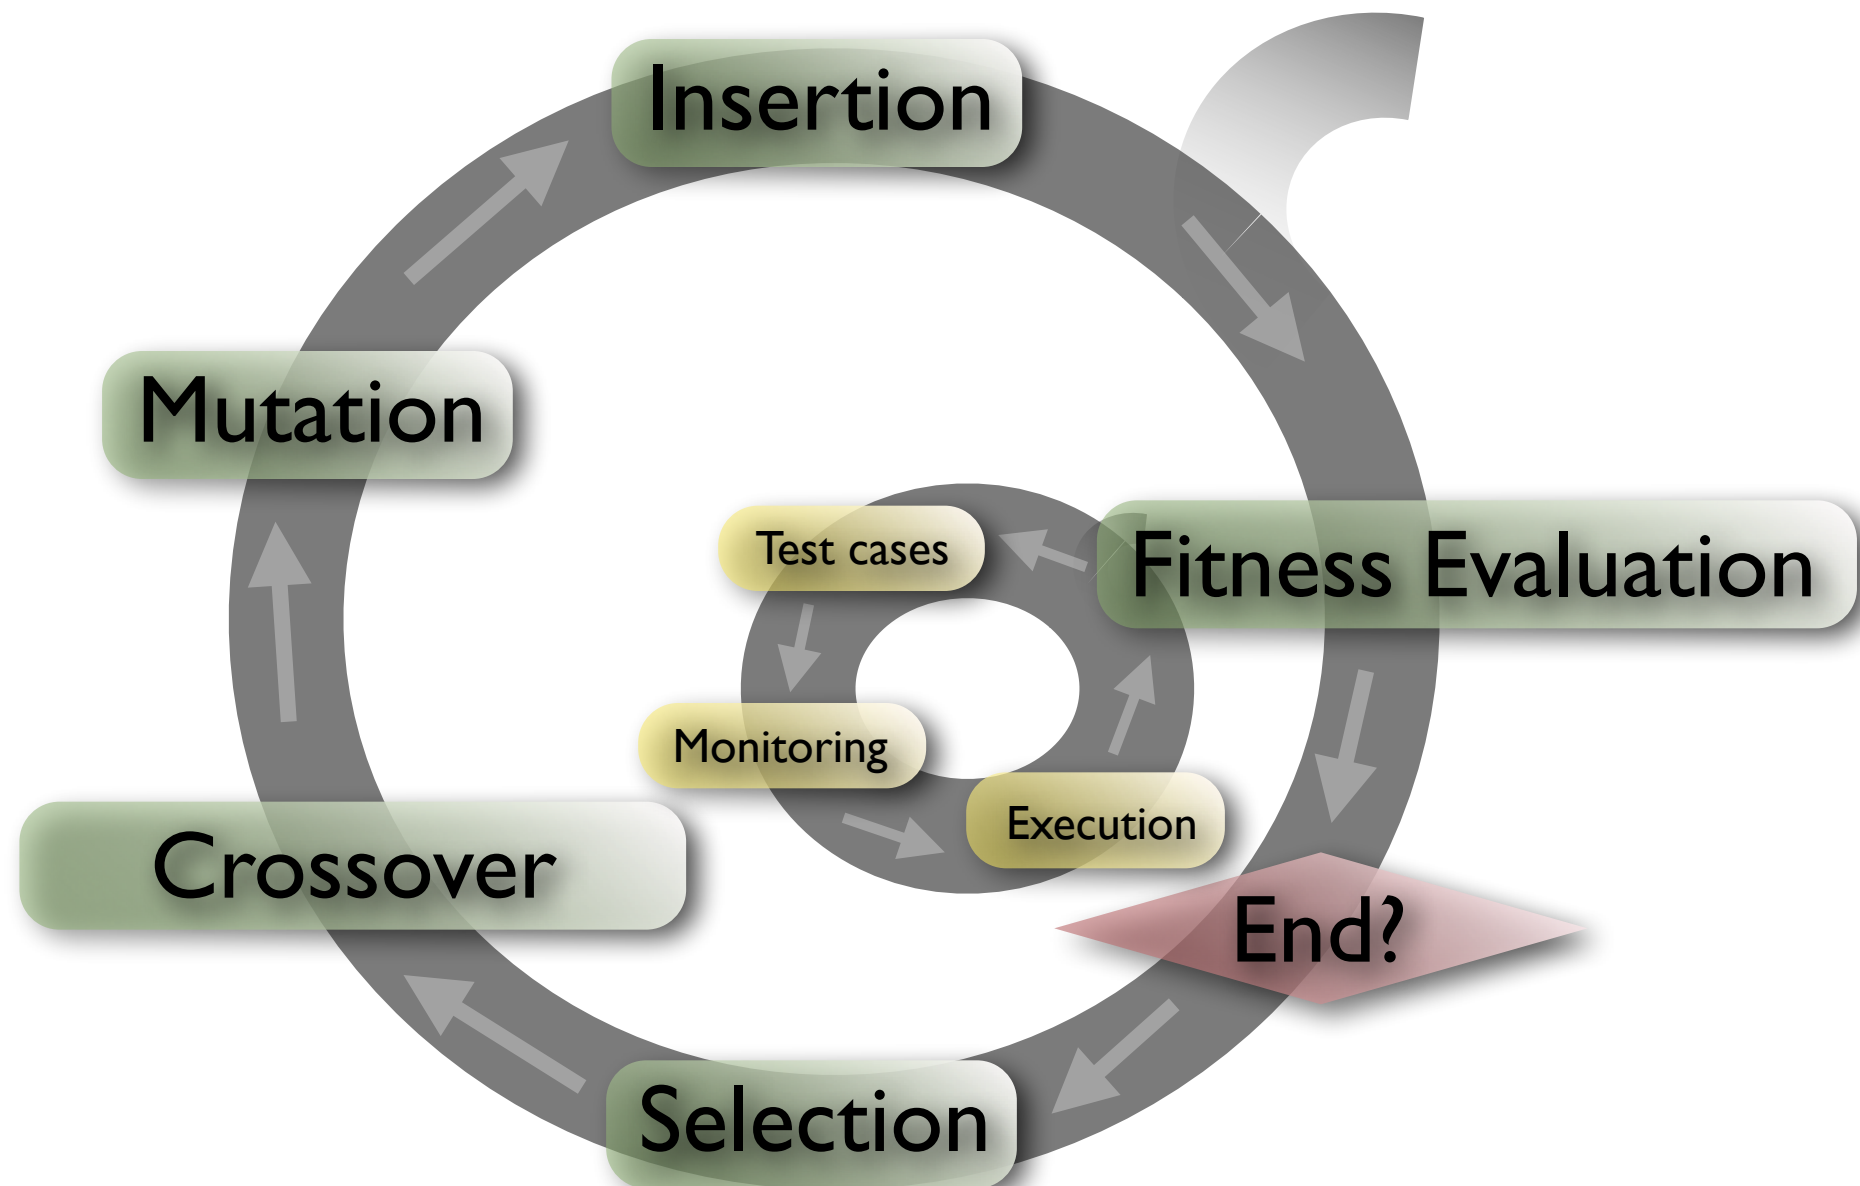 Insertion
Mutation
Test cases
Fitness Evaluation
Monitoring
Execution
Crossover
End?
Selection